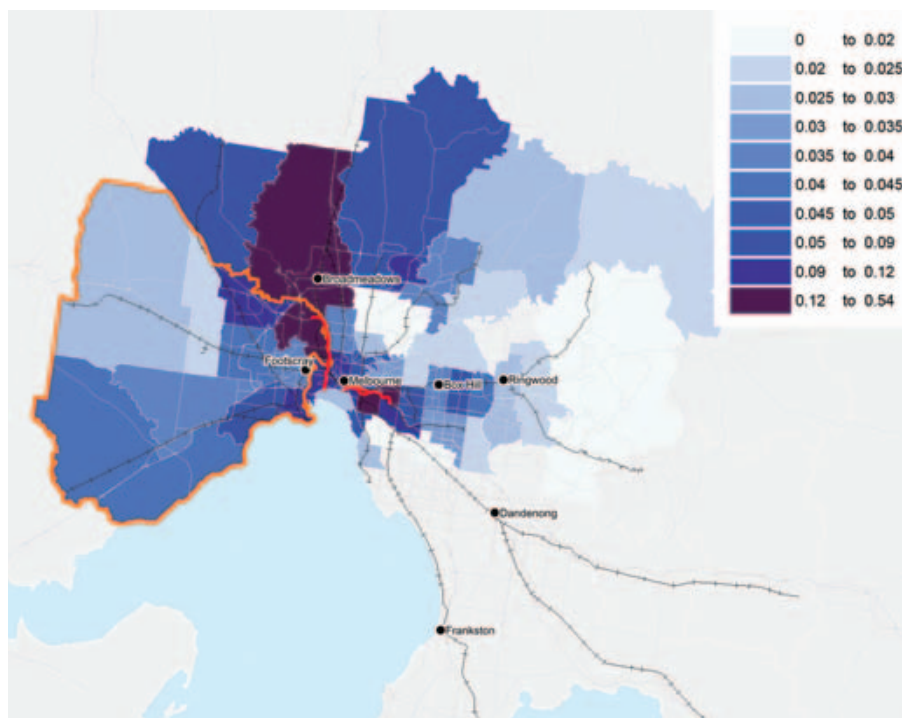 0 to 0.02
0.02 to 0.025
0.025 to 0.03
0.03 to 0.035
0.035 to 0.04
0.04 to 0.045
0.045 to 0.05
0.05 to 0.09
0.09 to 0.12
0.12 to 0.54
Broadmeadows
Footscray
Melbourne
Box Hill
Ringwood
Dandenong
Frankston